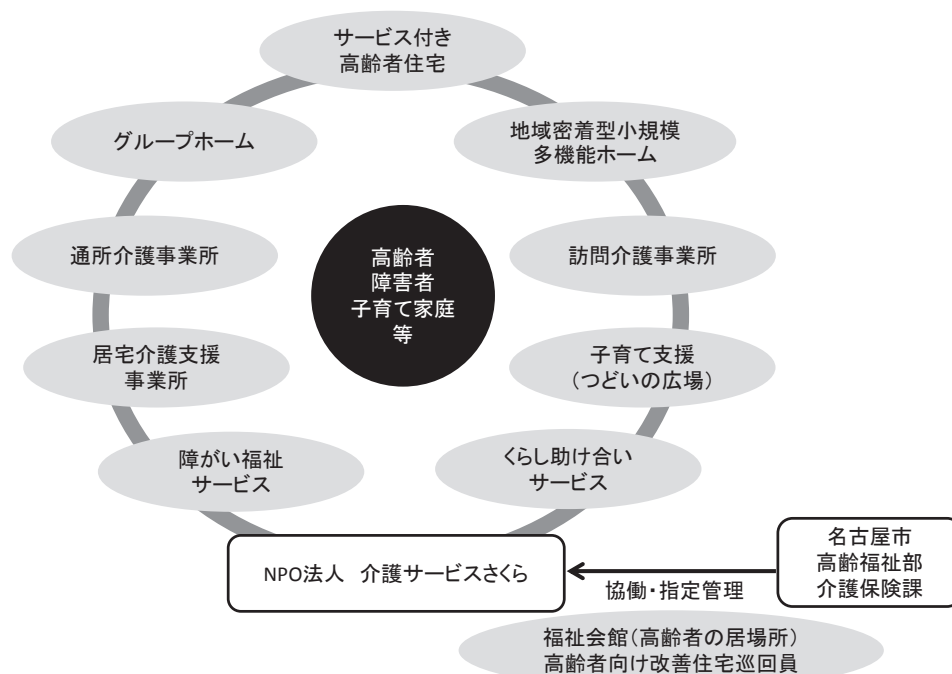 サービス付き
高齢者住宅
グループホーム
地域密着型小規模
多機能ホーム
通所介護事業所
高齢者
障害者
子育て家庭
等
訪問介護事業所
居宅介護支援
事業所
子育て支援
（つどいの広場）
障がい福祉
サービス
くらし助け合い
サービス
NPO法人　介護サービスさくら
協働・指定管理
名古屋市
高齢福祉部
介護保険課
福祉会館（高齢者の居場所）
高齢者向け改善住宅巡回員